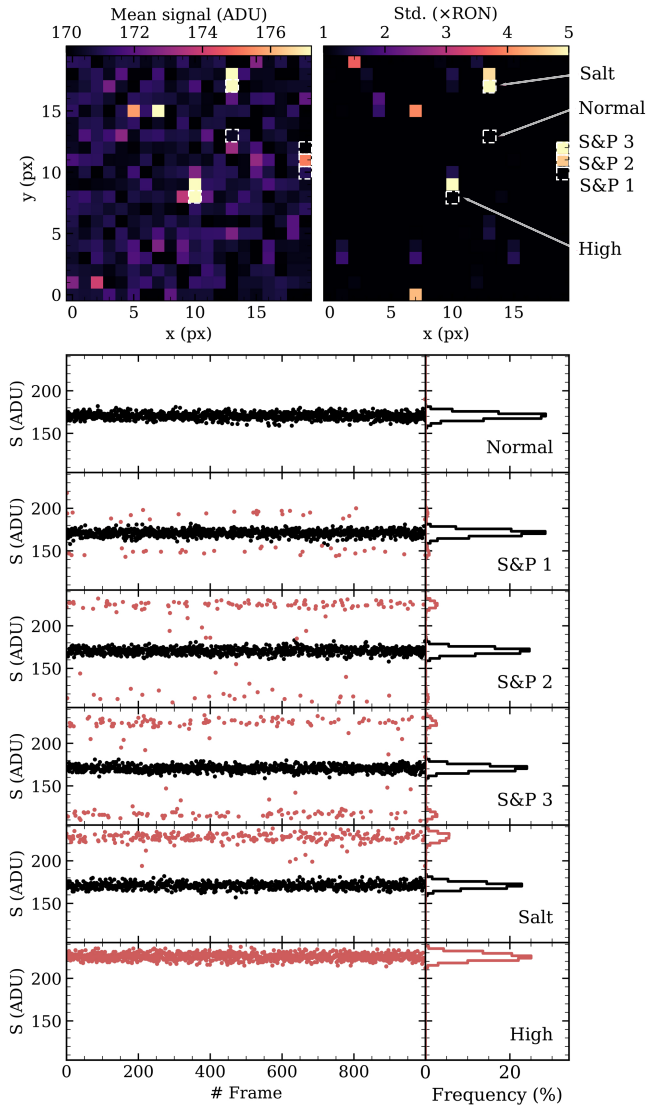 Mean signal (ADU)
170 172 174 176
Std. (×RON)
1 2 3 4 5
y (px)
15
10
5
0
0 5 10 15
x (px)
0 5 10 15
x (px)
Salt
Normal
S&P 3
S&P 2
S&P 1
High
S (ADU)
200
150
Normal
S (ADU)
200
150
S&P 1
S (ADU)
200
150
S&P 2
S (ADU)
200
150
S&P 3
S (ADU)
200
150
Salt
S (ADU)
200
150
High
0 200 400 600 800
# Frame
0 20
Frequency (%)